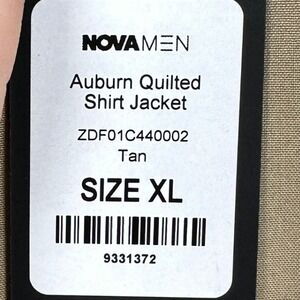 NOVAMEN
Auburn Quilted
Shirt Jacket
ZDF01C440002
Tan
SIZE XL
9331372